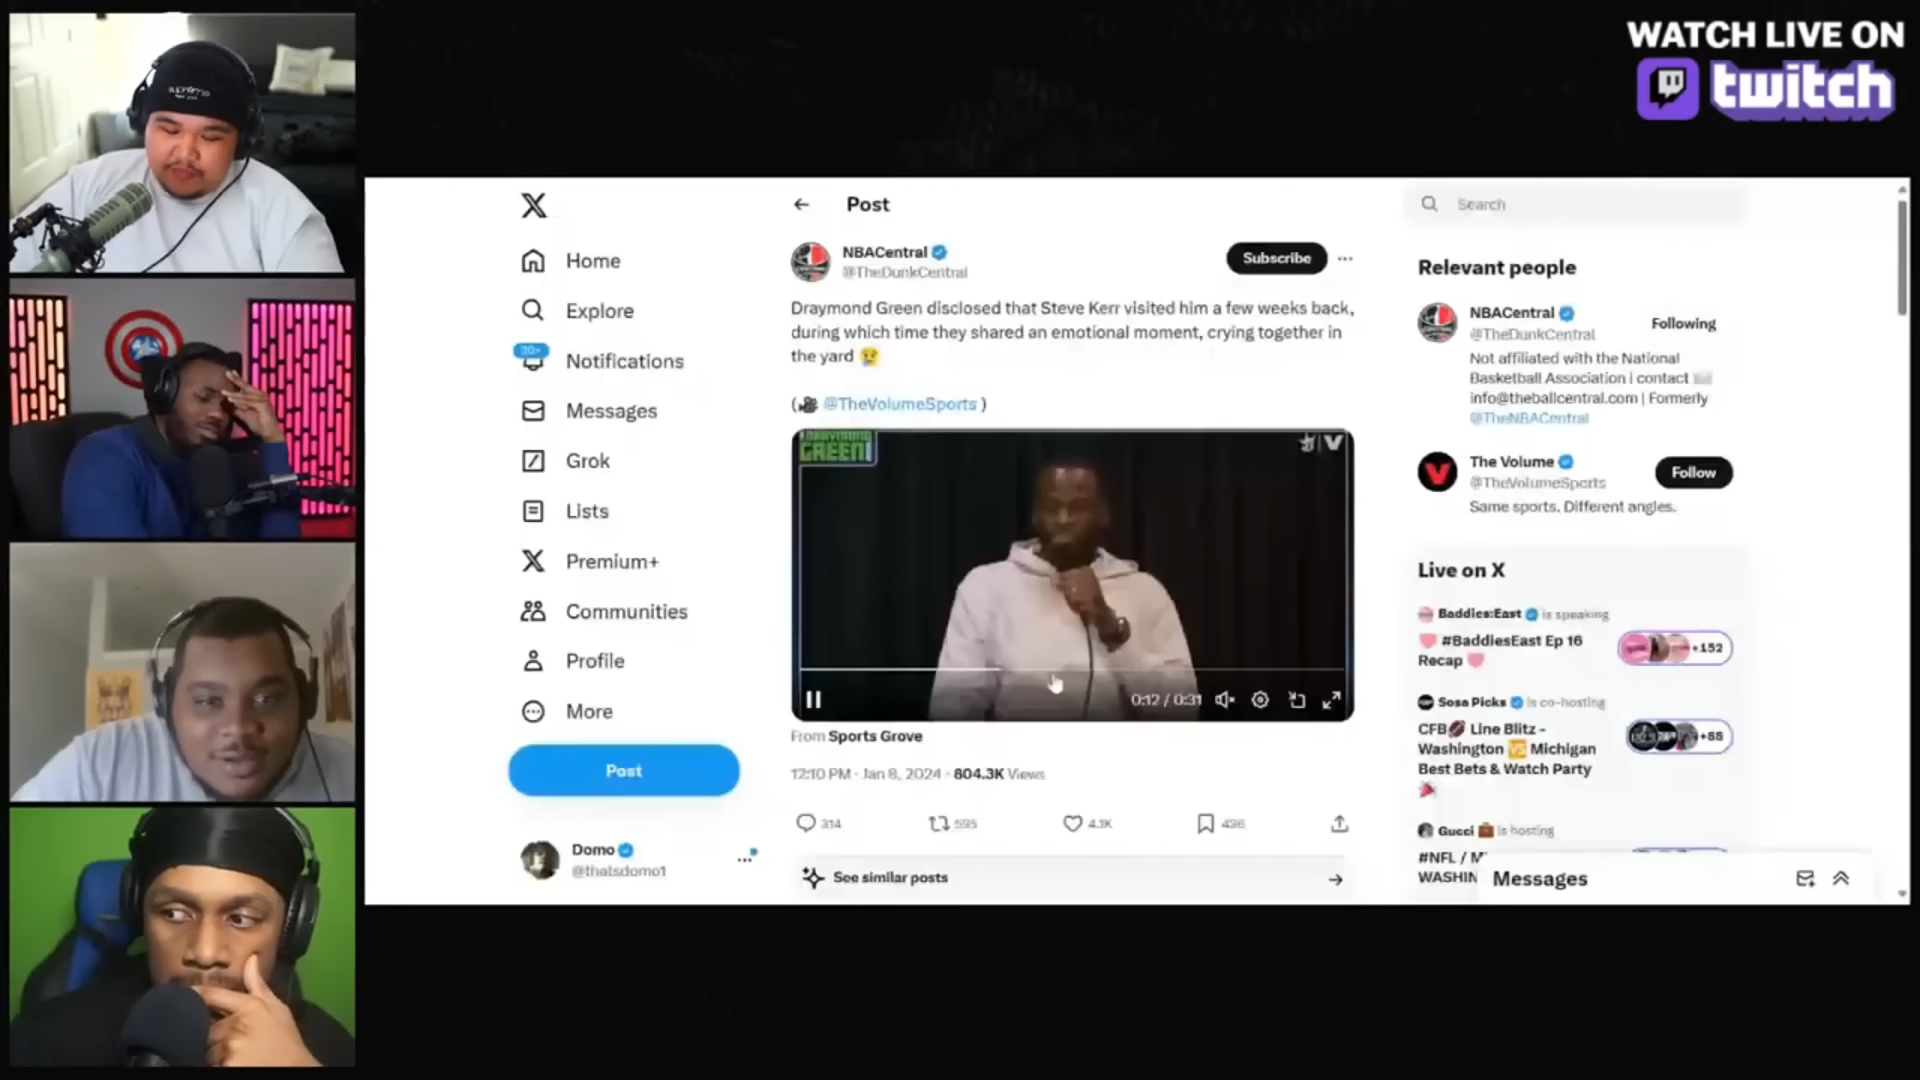 WATCH LIVE ON
twitch
Supreme
Home
Explore
20+
Notifications
Messages
Grok
Lists
Premium+
Communities
Profile
More
Post
Domo
@thatsdomo1
Post
NBACentral
@TheDunkCentral
Subscribe
Draymond Green disclosed that Steve Kerr visited him a few weeks back,
during which time they shared an emotional moment, crying together in
the yard
( @TheVolumeSports )
DRAYMOND
GREEN
V
0:12 / 0:31
From Sports Grove
12:10 PM · Jan 8, 2024 · 804.3K Views
314
595
4.1K
See similar posts
Search
Relevant people
NBACentral
@TheDunkCentral
Following
Not affiliated with the National
Basketball Association | contact
info@theballcentral.com | Formerly
@TheNBACentral
The Volume
@TheVolumeSports
Follow
Same sports. Different angles.
Live on X
Baddies:East is speaking
#BaddiesEast Ep 16
Recap
+152
Sosa Picks is co-hosting
CFB Line Blitz -
Washington VS Michigan
Best Bets & Watch Party
+88
Gucci is hosting
#NFL /
Messages